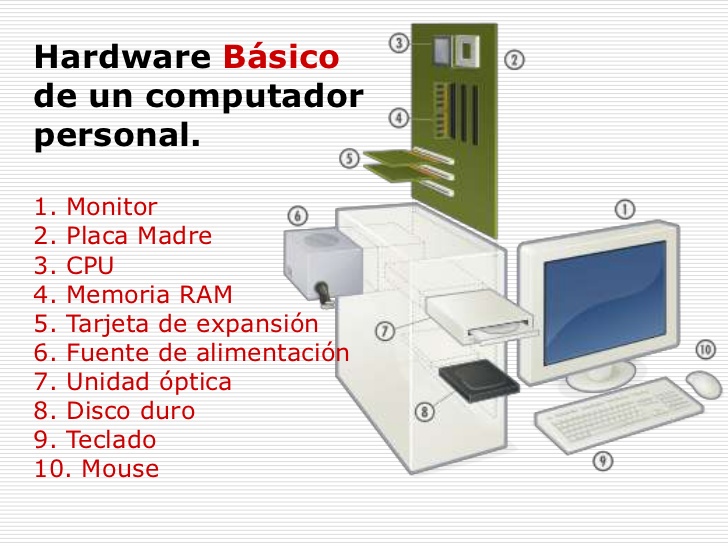 Hardware Básico
de un computador
personal.
1. Monitor
2. Placa Madre
3. CPU
4. Memoria RAM
5. Tarjeta de expansión
6. Fuente de alimentación
7. Unidad óptica
8. Disco duro
9. Teclado
10. Mouse
3
2
4
5
6
1
7
10
8
9